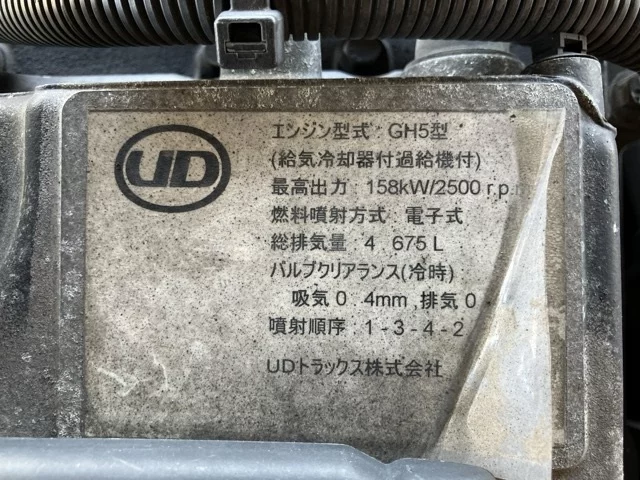 UD
エンジン型式 : GH5型
(給気冷却器付過給機付)
最高出力 : 158kW/2500 r.p.m
燃料噴射方式 : 電子式
総排気量 : 4 . 675 L
バルブクリアランス(冷時)
吸気 0 . 4mm , 排気 0
噴射順序 : 1 - 3 - 4 - 2
UDトラックス株式会社